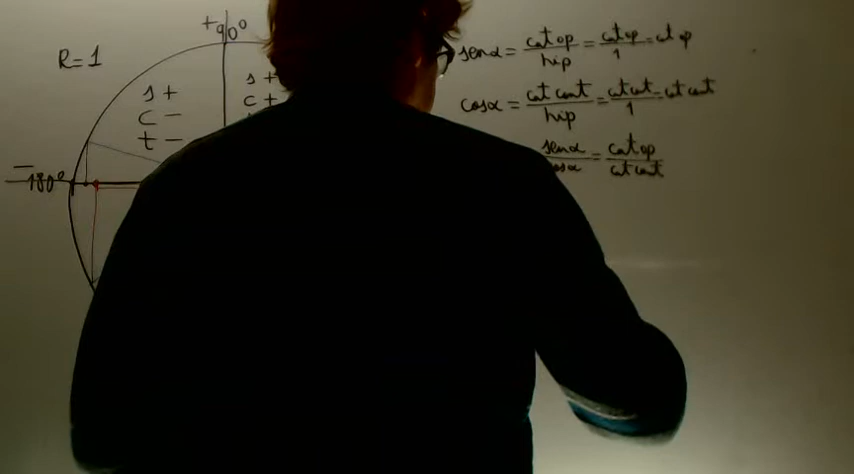 +90°
R=1
s +
c -
t -
s +
c +
-180°
sen α = cat op / hip = cat op / 1 = cat op
cos α = cat cont / hip = cat cont / 1 = cat cont
sen α / cos α = cat op / cat cont